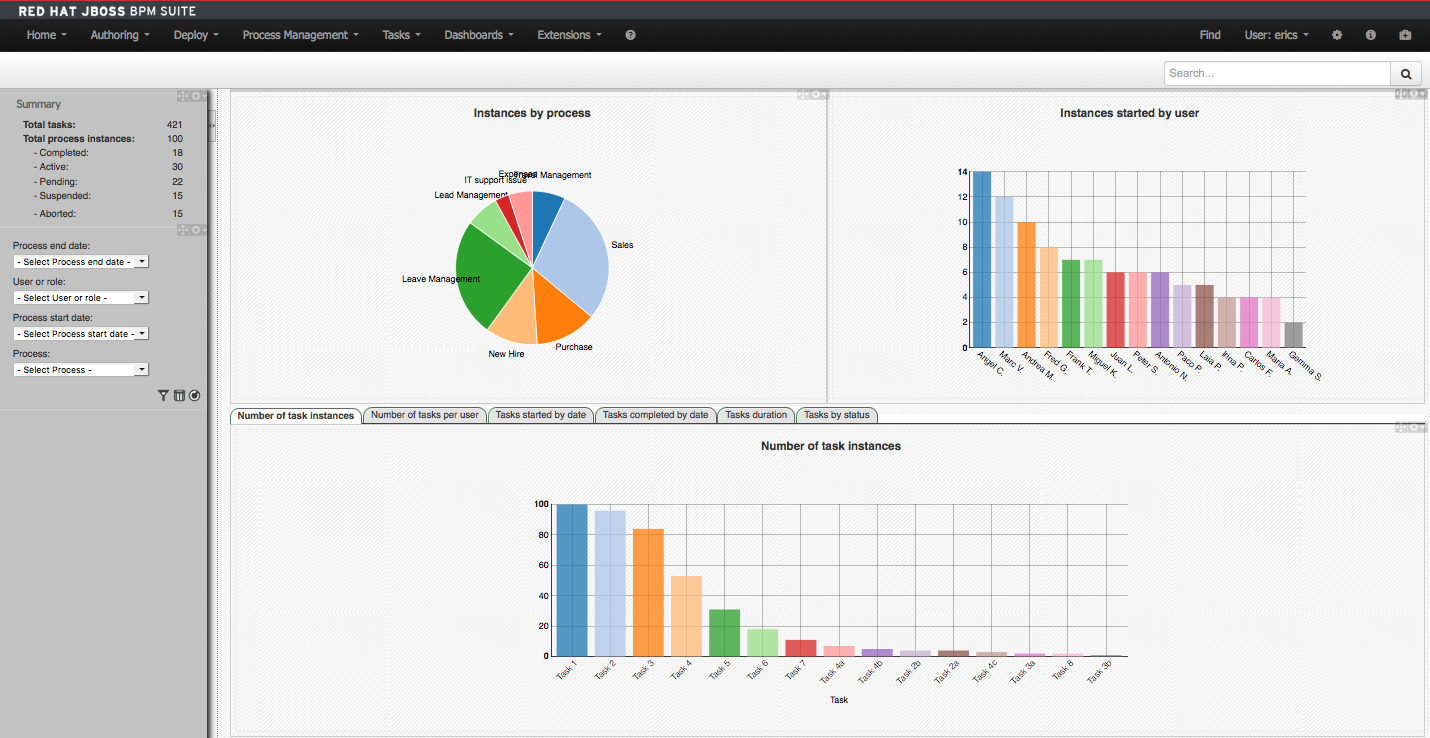 RED HAT JBOSS BPM SUITE
Home Authoring Deploy Process Management Tasks Dashboards Extensions ? Find User: erics
Search...
Summary
Total tasks: 421
Total process instances: 100
- Completed: 18
- Active: 30
- Pending: 22
- Suspended: 15
- Aborted: 15
Process end date:
- Select Process end date -
User or role:
- Select User or role -
Process start date:
- Select Process start date -
Process:
- Select Process -
Instances by process
Expenses
Travel Management
IT support issue
Lead Management
Sales
Leave Management
Purchase
New Hire
Instances started by user
14
12
10
8
6
4
2
0
Angel C. Marc V. Andrea M. Fred G. Frank T. Miguel K. Juan L. Peter S. Antonio N. Paco P. Laia P. Irina P. Carlos F. Maria A. Gemma S.
Number of task instances Number of tasks per user Tasks started by date Tasks completed by date Tasks duration Tasks by status
Number of task instances
100
80
60
40
20
0
Task 1 Task 2 Task 3 Task 4 Task 5 Task 6 Task 7 Task 4a Task 4b Task 2b Task 2a Task 4c Task 3a Task 8 Task 3b
Task